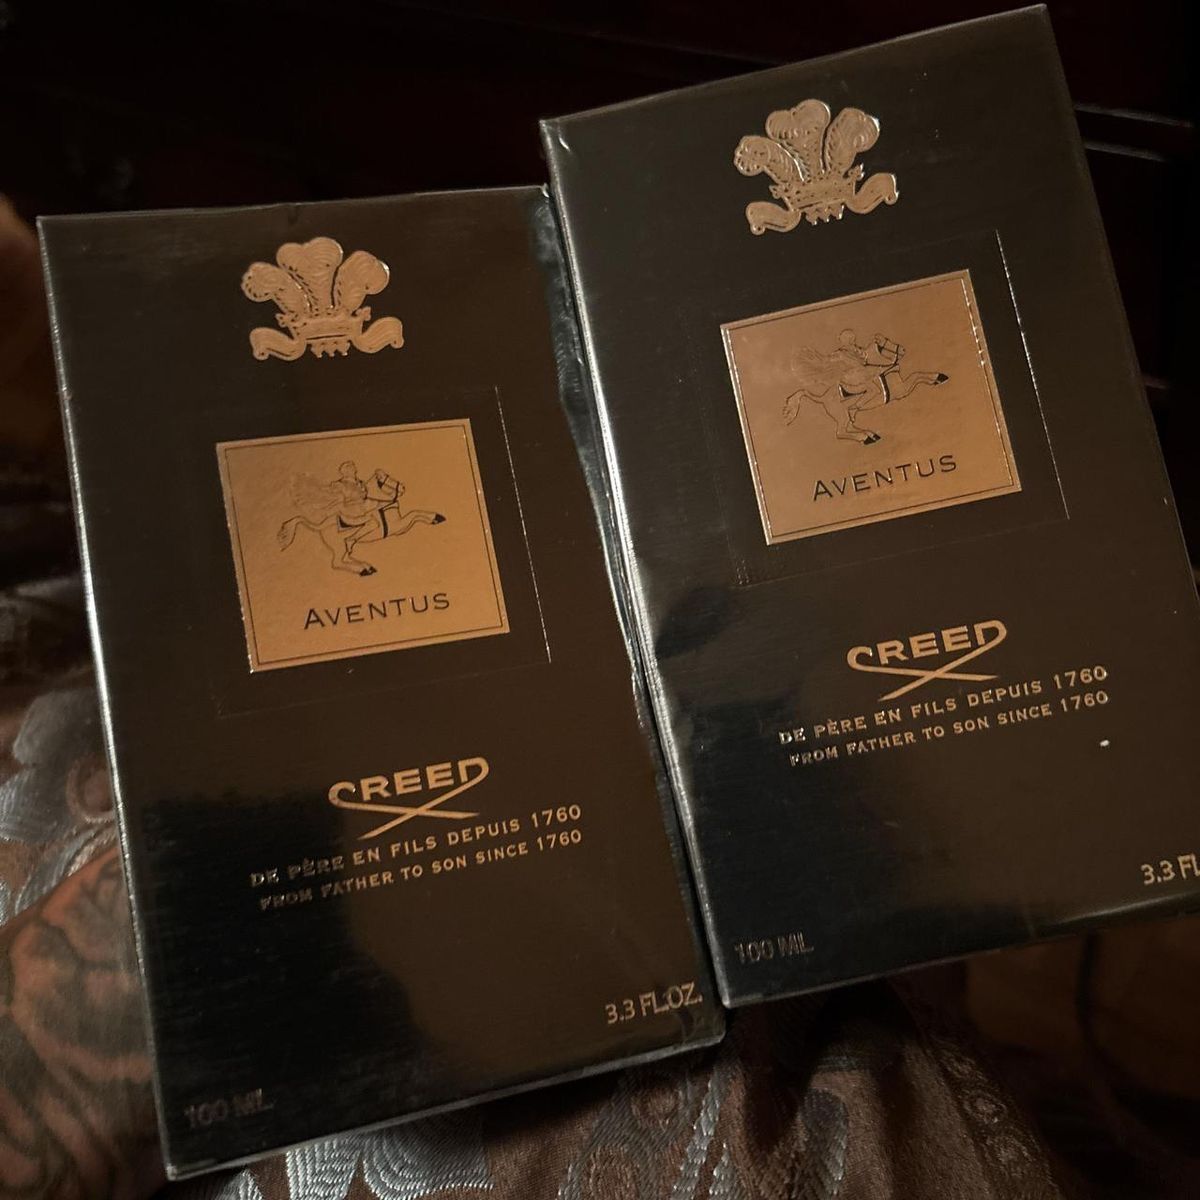 AVENTUS
CREED
DE PÈRE EN FILS DEPUIS 1760
FROM FATHER TO SON SINCE 1760
3.3 FL.OZ.
100 ML
AVENTUS
CREED
DE PÈRE EN FILS DEPUIS 1760
FROM FATHER TO SON SINCE 1760
3.3 FL
100 ML